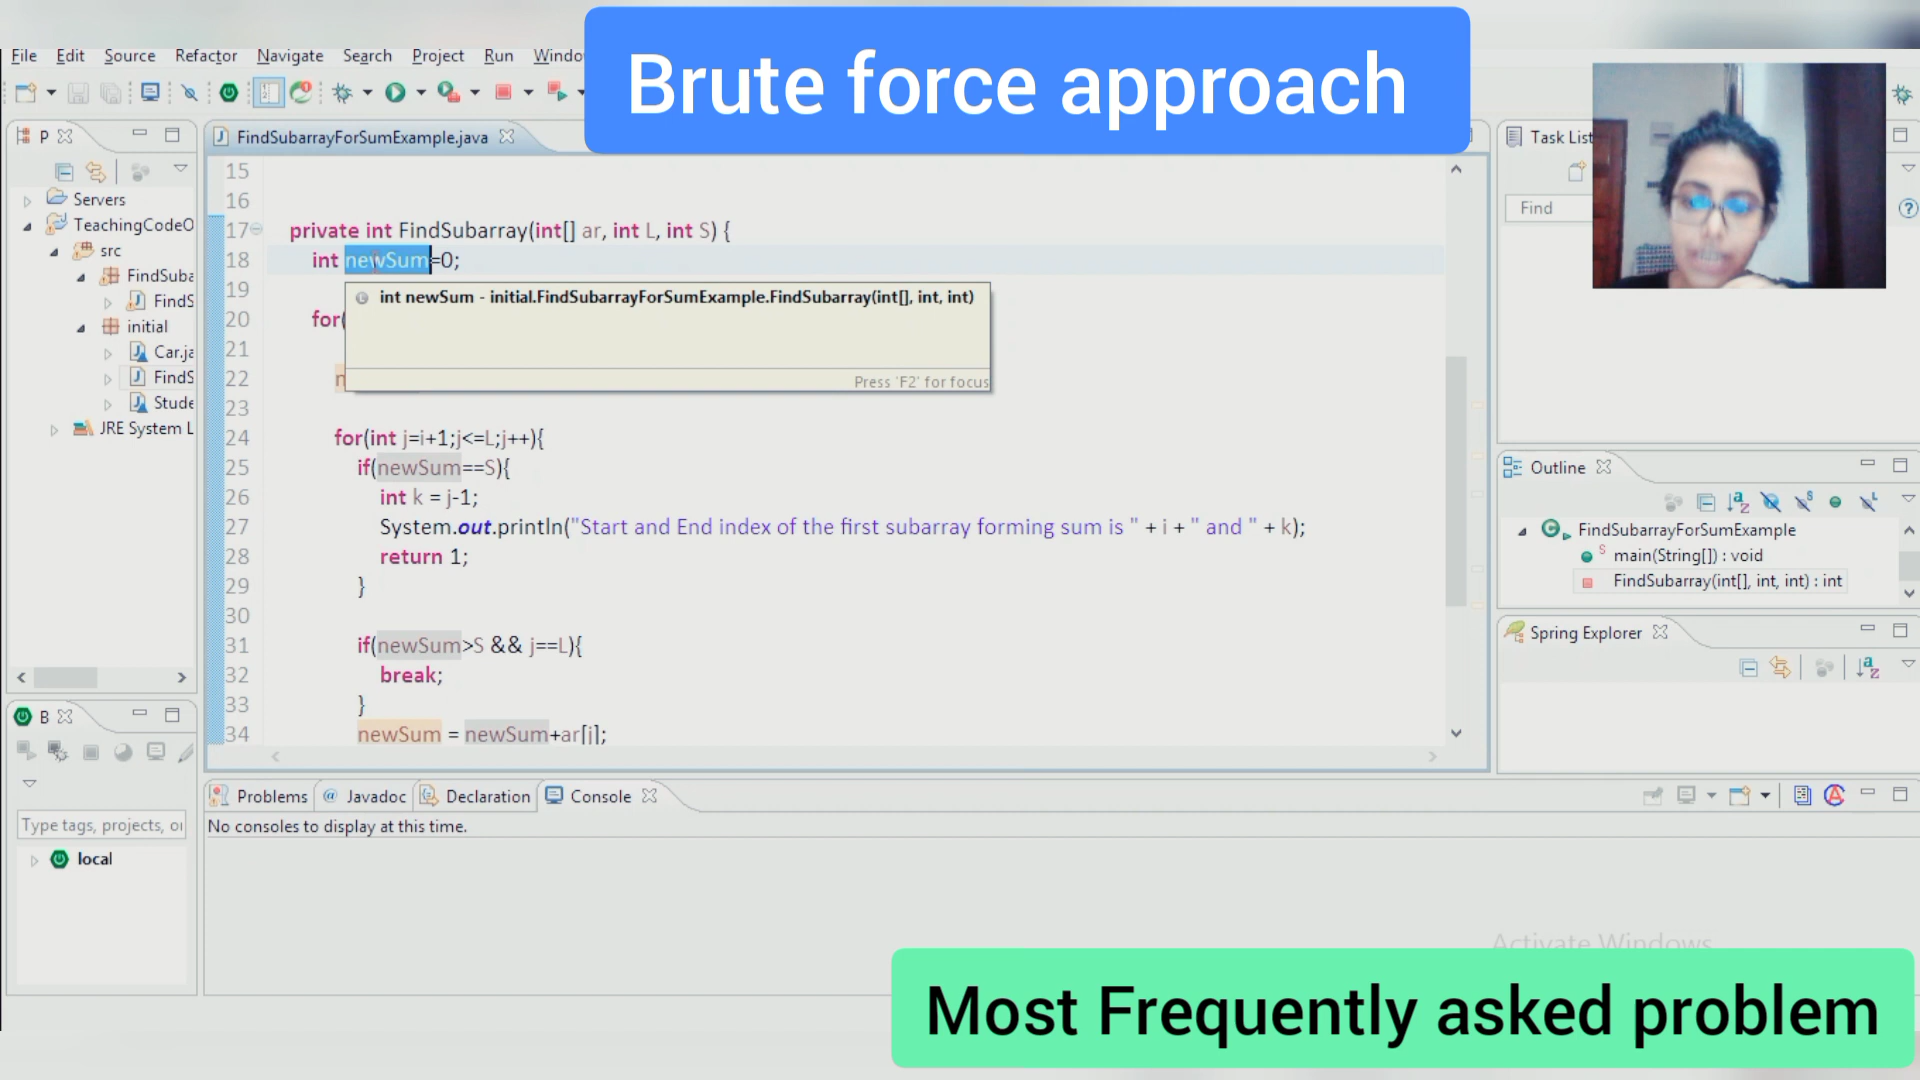 Brute force approach
File Edit Source Refactor Navigate Search Project Run
P
FindSubarrayForSumExample.java
Task List
Find
Servers
TeachingCodeO
src
FindSuba
FindS
initial
Car.ja
FindS
Stude
JRE System L
15
16
17 private int FindSubarray(int[] ar, int L, int S) {
18 int newSum=0;
19
int newSum - initial.FindSubarrayForSumExample.FindSubarray(int[], int, int)
20 for(
21
22
Press 'F2' for focus
23
24 for(int j=i+1;j<=L;j++){
25 if(newSum==S){
26 int k = j-1;
27 System.out.println("Start and End index of the first subarray forming sum is " + i + " and " + k);
28 return 1;
29 }
30
31 if(newSum>S && j==L){
32 break;
33 }
34 newSum = newSum+ar[j];
Outline
FindSubarrayForSumExample
main(String[]) : void
FindSubarray(int[], int, int) : int
Spring Explorer
B
Type tags, projects, or
local
Problems Javadoc Declaration Console
No consoles to display at this time.
Activate Windows
Most Frequently asked problem